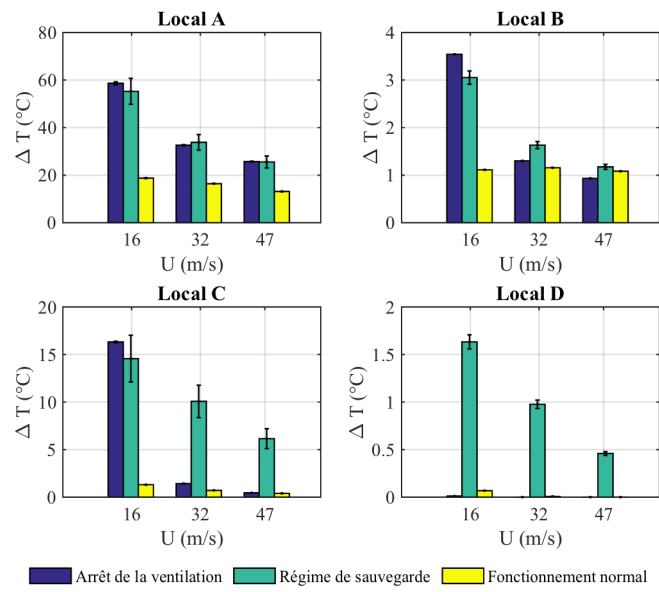 Local A
80
60
40
20
0
Δ T (°C)
16 32 47
U (m/s)
Local B
4
3
2
1
0
Δ T (°C)
16 32 47
U (m/s)
Local C
20
15
10
5
0
Δ T (°C)
16 32 47
U (m/s)
Local D
2
1.5
1
0.5
0
Δ T (°C)
16 32 47
U (m/s)
Arrêt de la ventilation Régime de sauvegarde Fonctionnement normal